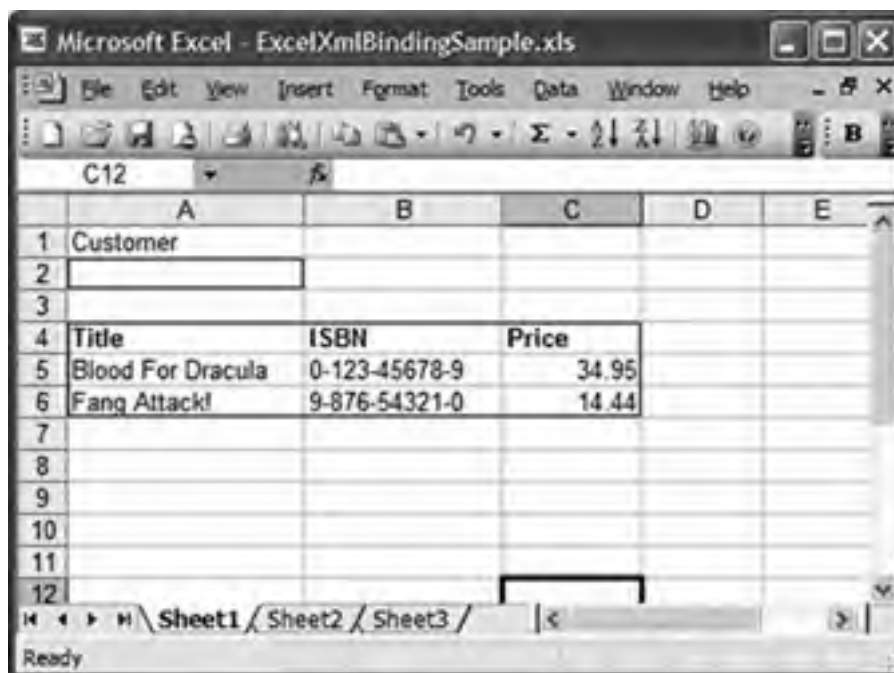 Microsoft Excel - ExcelXmlBindingSample.xls
File Edit View Insert Format Tools Data Window Help
Σ B
C12 fx
A B C D E
1 Customer
2
3
4 Title ISBN Price
5 Blood For Dracula 0-123-45678-9 34.95
6 Fang Attack! 9-876-54321-0 14.44
7
8
9
10
11
12
Sheet1 / Sheet2 / Sheet3 /
Ready